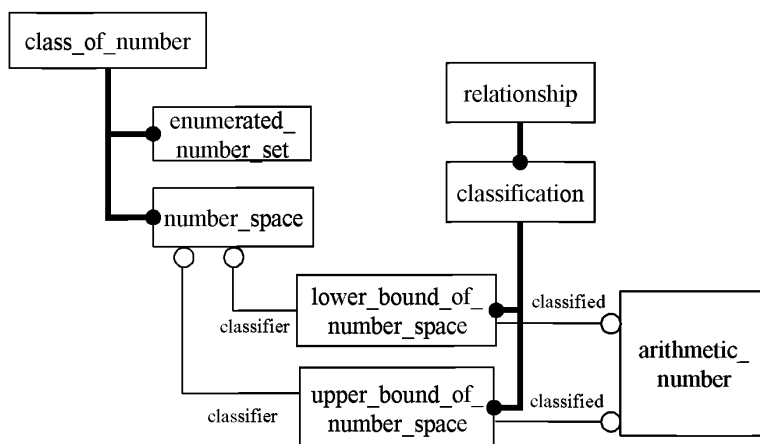 class_of_number
relationship
enumerated_
number_set
classification
number_space
lower_bound_of_
number_space
classifier
classified
arithmetic_
number
upper_bound_of_
number_space
classifier
classified